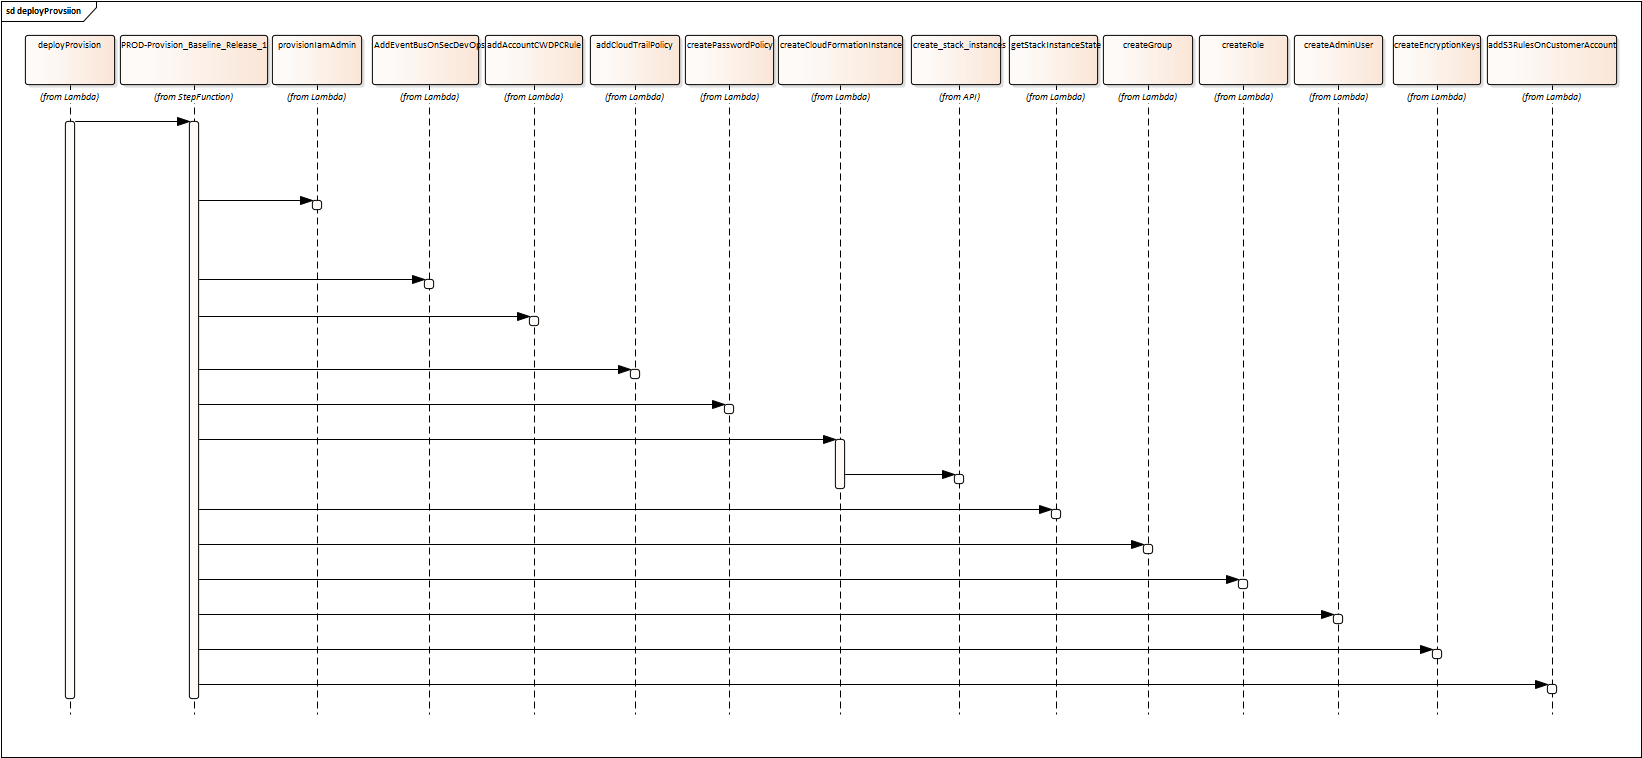 sd deployProvsiion
deployProvision
PROD-Provision_Baseline_Release_1
provisionIamAdmin
AddEventBusOnSecDevOps
addAccountCWDPCRule
addCloudTrailPolicy
createPasswordPolicy
createCloudFormationInstance
create_stack_instances
getStackInstanceState
createGroup
createRole
createAdminUser
createEncryptionKeys
addS3RulesOnCustomerAccount
(from Lambda)
(from StepFunction)
(from Lambda)
(from Lambda)
(from Lambda)
(from Lambda)
(from Lambda)
(from Lambda)
(from API)
(from Lambda)
(from Lambda)
(from Lambda)
(from Lambda)
(from Lambda)
(from Lambda)